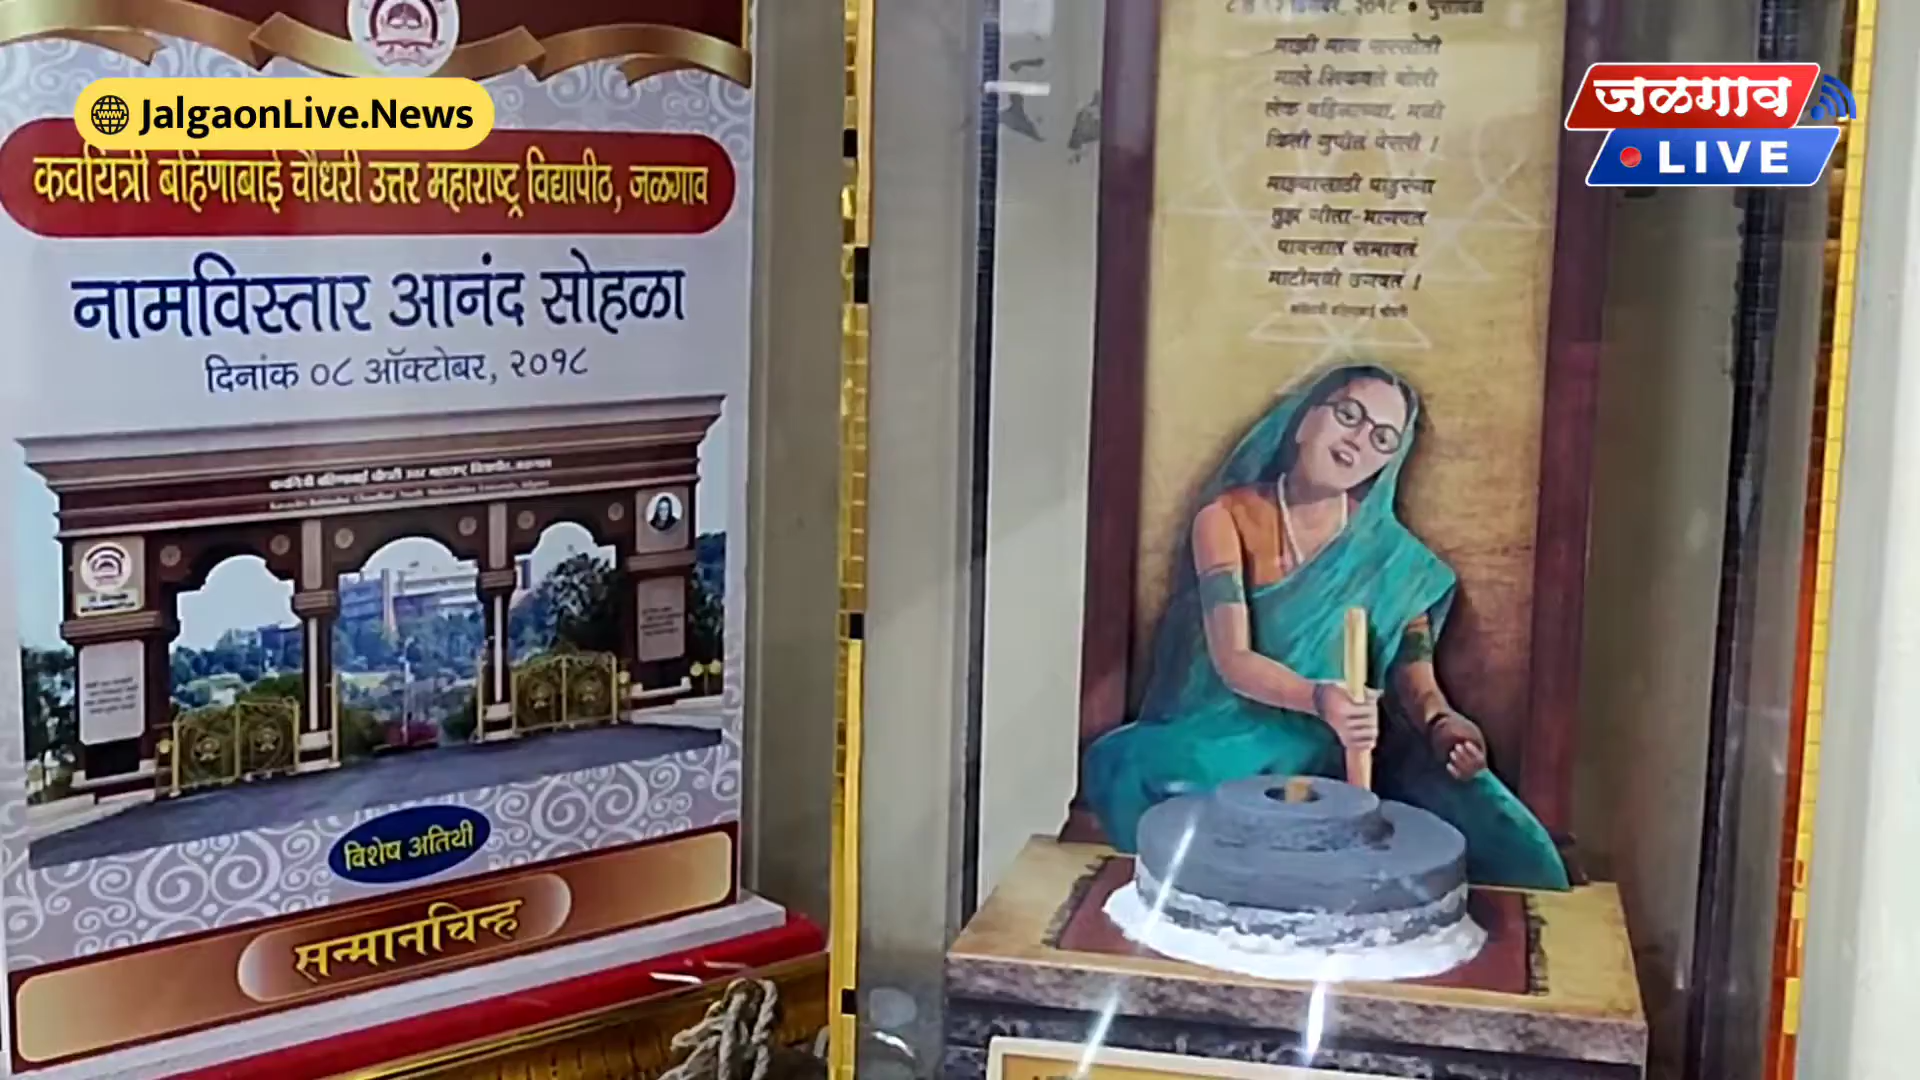 JalgaonLive.News
कवयित्री बहिणाबाई चौधरी उत्तर महाराष्ट्र विद्यापीठ, जळगाव
नामविस्तार आनंद सोहळा
दिनांक ०८ ऑक्टोबर, २०१८
विशेष अतिथी
सन्मानचिन्ह
माझी माय सरसोती
माले शिकवते बोली
लेक बहिनाच्या, मनी
किती गुपीतं पेरली !
माझ्यासाठी पांडुरंगा
तुझं गीता-भागवत
पावसात समावतं
माटीमधी उगवतं !
जळगाव
LIVE